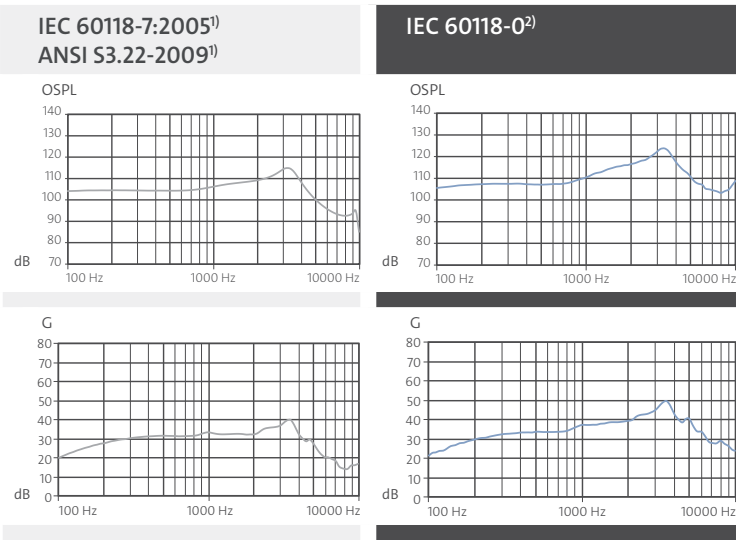 IEC 60118-7:2005¹⁾
ANSI S3.22-2009¹⁾
OSPL
140
130
120
110
100
90
80
dB 70
100 Hz 1000 Hz 10000 Hz
IEC 60118-0²⁾
OSPL
140
130
120
110
100
90
80
dB 70
100 Hz 1000 Hz 10000 Hz
G
80
70
60
50
40
30
20
10
dB 0
100 Hz 1000 Hz 10000 Hz
G
80
70
60
50
40
30
20
10
dB 0
100 Hz 1000 Hz 10000 Hz